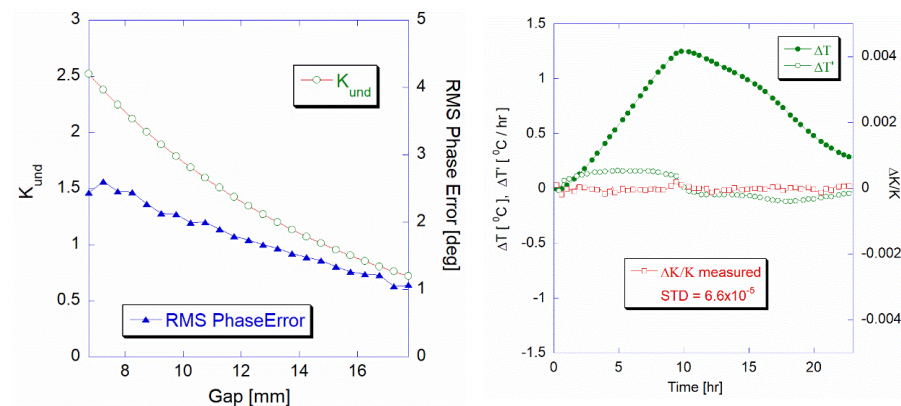 3
2.5
2
1.5
1
0.5
0
K und
5
4
3
2
1
0
RMS Phase Error [deg]
K und
RMS PhaseError
8 10 12 14 16
Gap [mm]
1.5
1
0.5
0
-0.5
-1
-1.5
ΔT [ ⁰C ], ΔT' [ ⁰C / hr ]
0.004
0.002
0
-0.002
-0.004
ΔK/K
ΔT
ΔT'
ΔK/K measured
STD = 6.6x10⁻⁵
0 5 10 15 20
Time [hr]